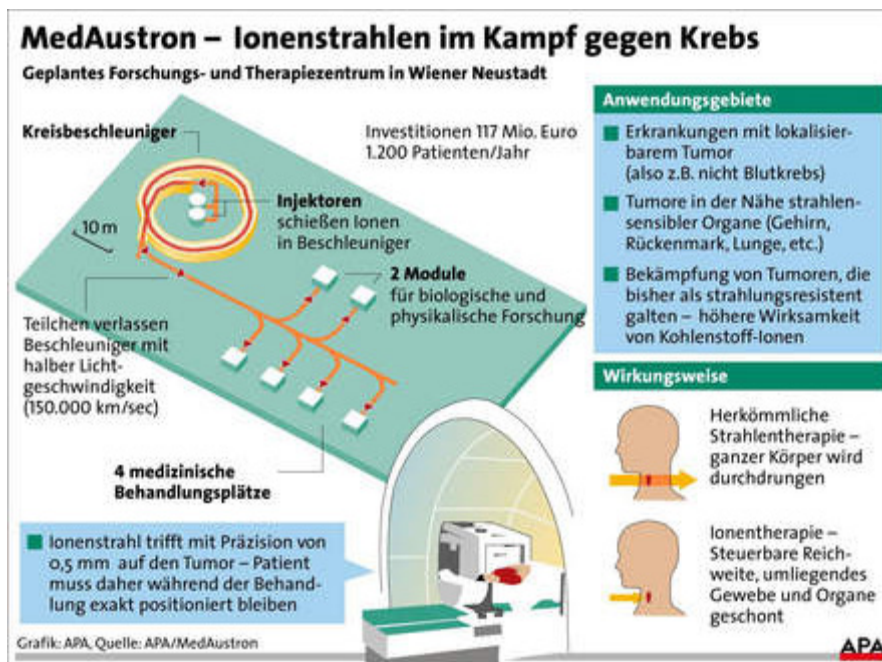 MedAustron – Ionenstrahlen im Kampf gegen Krebs
Geplantes Forschungs- und Therapiezentrum in Wiener Neustadt
Kreisbeschleuniger
Investitionen 117 Mio. Euro
1.200 Patienten/Jahr
Injektoren
schießen Ionen
in Beschleuniger
10 m
2 Module
für biologische und
physikalische Forschung
Teilchen verlassen
Beschleuniger mit
halber Licht-
geschwindigkeit
(150.000 km/sec)
4 medizinische
Behandlungsplätze
Ionenstrahl trifft mit Präzision von
0,5 mm auf den Tumor – Patient
muss daher während der Behand-
lung exakt positioniert bleiben
Anwendungsgebiete
Erkrankungen mit lokalisier-
barem Tumor
(also z.B. nicht Blutkrebs)
Tumore in der Nähe strahlen-
sensibler Organe (Gehirn,
Rückenmark, Lunge, etc.)
Bekämpfung von Tumoren, die
bisher als strahlungsresistent
galten – höhere Wirksamkeit
von Kohlenstoff-Ionen
Wirkungsweise
Herkömmliche
Strahlentherapie –
ganzer Körper wird
durchdrungen
Ionentherapie –
Steuerbare Reich-
weite, umliegendes
Gewebe und Organe
geschont
Grafik: APA, Quelle: APA/MedAustron
APA